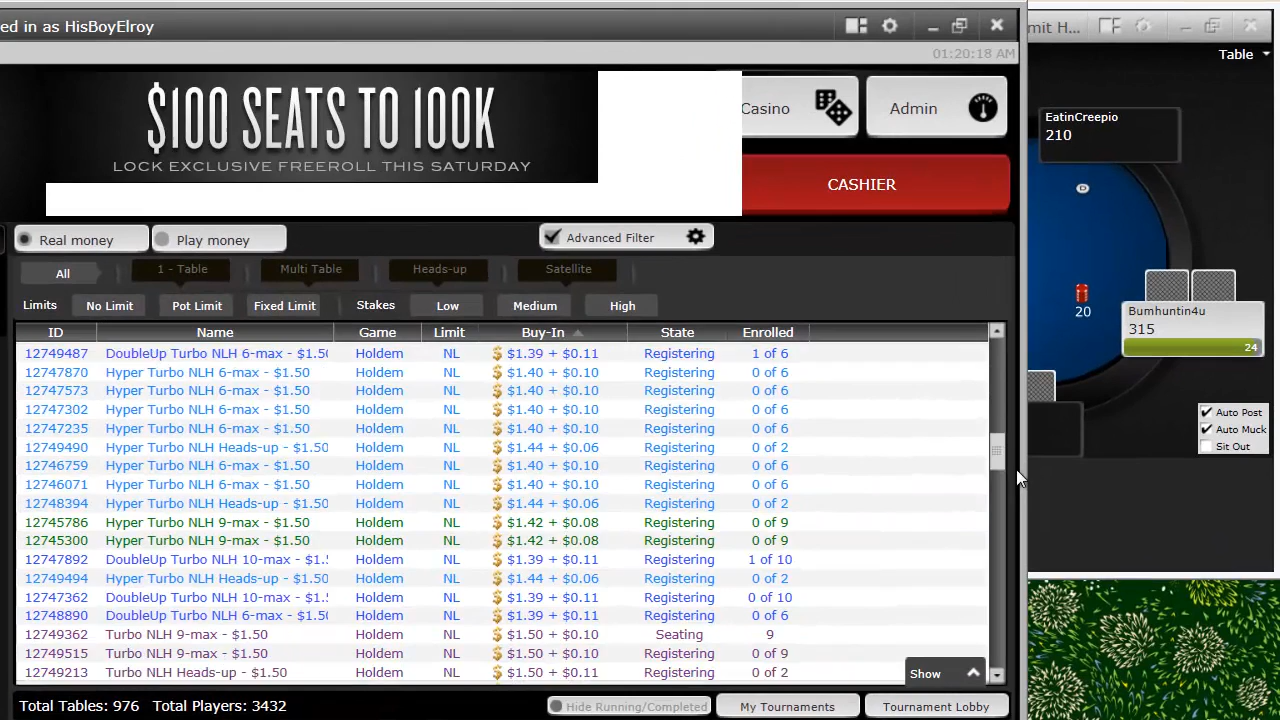 ed in as HisBoyElroy
01:20:18 AM
$100 SEATS TO 100K
LOCK EXCLUSIVE FREEROLL THIS SATURDAY
Casino
Admin
CASHIER
Real money
Play money
Advanced Filter
All
1 - Table
Multi Table
Heads-up
Satellite
Limits No Limit Pot Limit Fixed Limit Stakes Low Medium High
ID Name Game Limit Buy-In State Enrolled
12749487 DoubleUp Turbo NLH 6-max - $1.50 Holdem NL $1.39 + $0.11 Registering 1 of 6
12747870 Hyper Turbo NLH 6-max - $1.50 Holdem NL $1.40 + $0.10 Registering 0 of 6
12747573 Hyper Turbo NLH 6-max - $1.50 Holdem NL $1.40 + $0.10 Registering 0 of 6
12747302 Hyper Turbo NLH 6-max - $1.50 Holdem NL $1.40 + $0.10 Registering 0 of 6
12747235 Hyper Turbo NLH 6-max - $1.50 Holdem NL $1.40 + $0.10 Registering 0 of 6
12749490 Hyper Turbo NLH Heads-up - $1.50 Holdem NL $1.44 + $0.06 Registering 0 of 2
12746759 Hyper Turbo NLH 6-max - $1.50 Holdem NL $1.40 + $0.10 Registering 0 of 6
12746071 Hyper Turbo NLH 6-max - $1.50 Holdem NL $1.40 + $0.10 Registering 0 of 6
12748394 Hyper Turbo NLH Heads-up - $1.50 Holdem NL $1.44 + $0.06 Registering 0 of 2
12745786 Hyper Turbo NLH 9-max - $1.50 Holdem NL $1.42 + $0.08 Registering 0 of 9
12745300 Hyper Turbo NLH 9-max - $1.50 Holdem NL $1.42 + $0.08 Registering 0 of 9
12747892 DoubleUp Turbo NLH 10-max - $1. Holdem NL $1.39 + $0.11 Registering 1 of 10
12749494 Hyper Turbo NLH Heads-up - $1.50 Holdem NL $1.44 + $0.06 Registering 0 of 2
12747362 DoubleUp Turbo NLH 10-max - $1. Holdem NL $1.39 + $0.11 Registering 0 of 10
12748890 DoubleUp Turbo NLH 6-max - $1.50 Holdem NL $1.39 + $0.11 Registering 0 of 6
12749362 Turbo NLH 9-max - $1.50 Holdem NL $1.50 + $0.10 Seating 9
12749515 Turbo NLH 9-max - $1.50 Holdem NL $1.50 + $0.10 Registering 0 of 9
12749213 Turbo NLH Heads-up - $1.50 Holdem NL $1.50 + $0.11 Registering 0 of 2
Show
Total Tables: 976 Total Players: 3432
Hide Running/Completed
My Tournaments
Tournament Lobby
mit H...
Table
EatinCreepio
210
D
20
Bumhuntin4u
315
24
Auto Post
Auto Muck
Sit Out